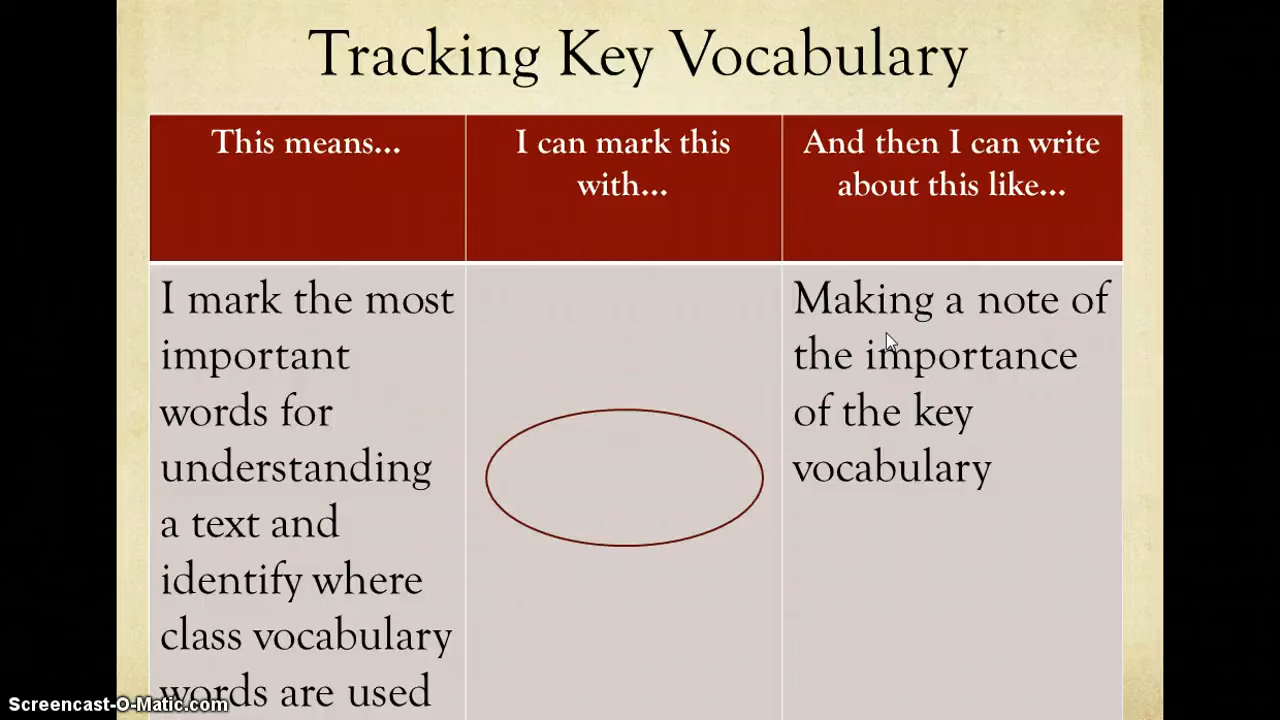 Tracking Key Vocabulary
This means...
I can mark this
with...
And then I can write
about this like...
I mark the most
important
words for
understanding
a text and
identify where
class vocabulary
words are used
Making a note of
the importance
of the key
vocabulary
Screencast-O-Matic.com